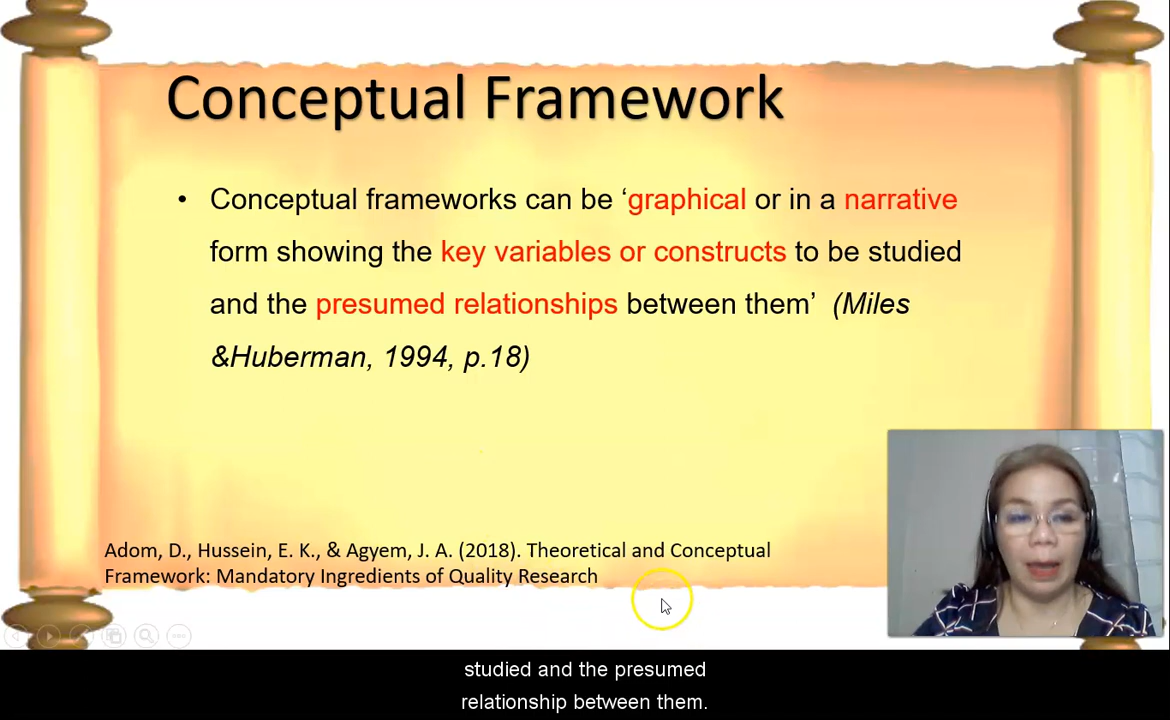 Conceptual Framework
• Conceptual frameworks can be ‘graphical or in a narrative
form showing the key variables or constructs to be studied
and the presumed relationships between them’ (Miles
&Huberman, 1994, p.18)
Adom, D., Hussein, E. K., & Agyem, J. A. (2018). Theoretical and Conceptual
Framework: Mandatory Ingredients of Quality Research
studied and the presumed
relationship between them.